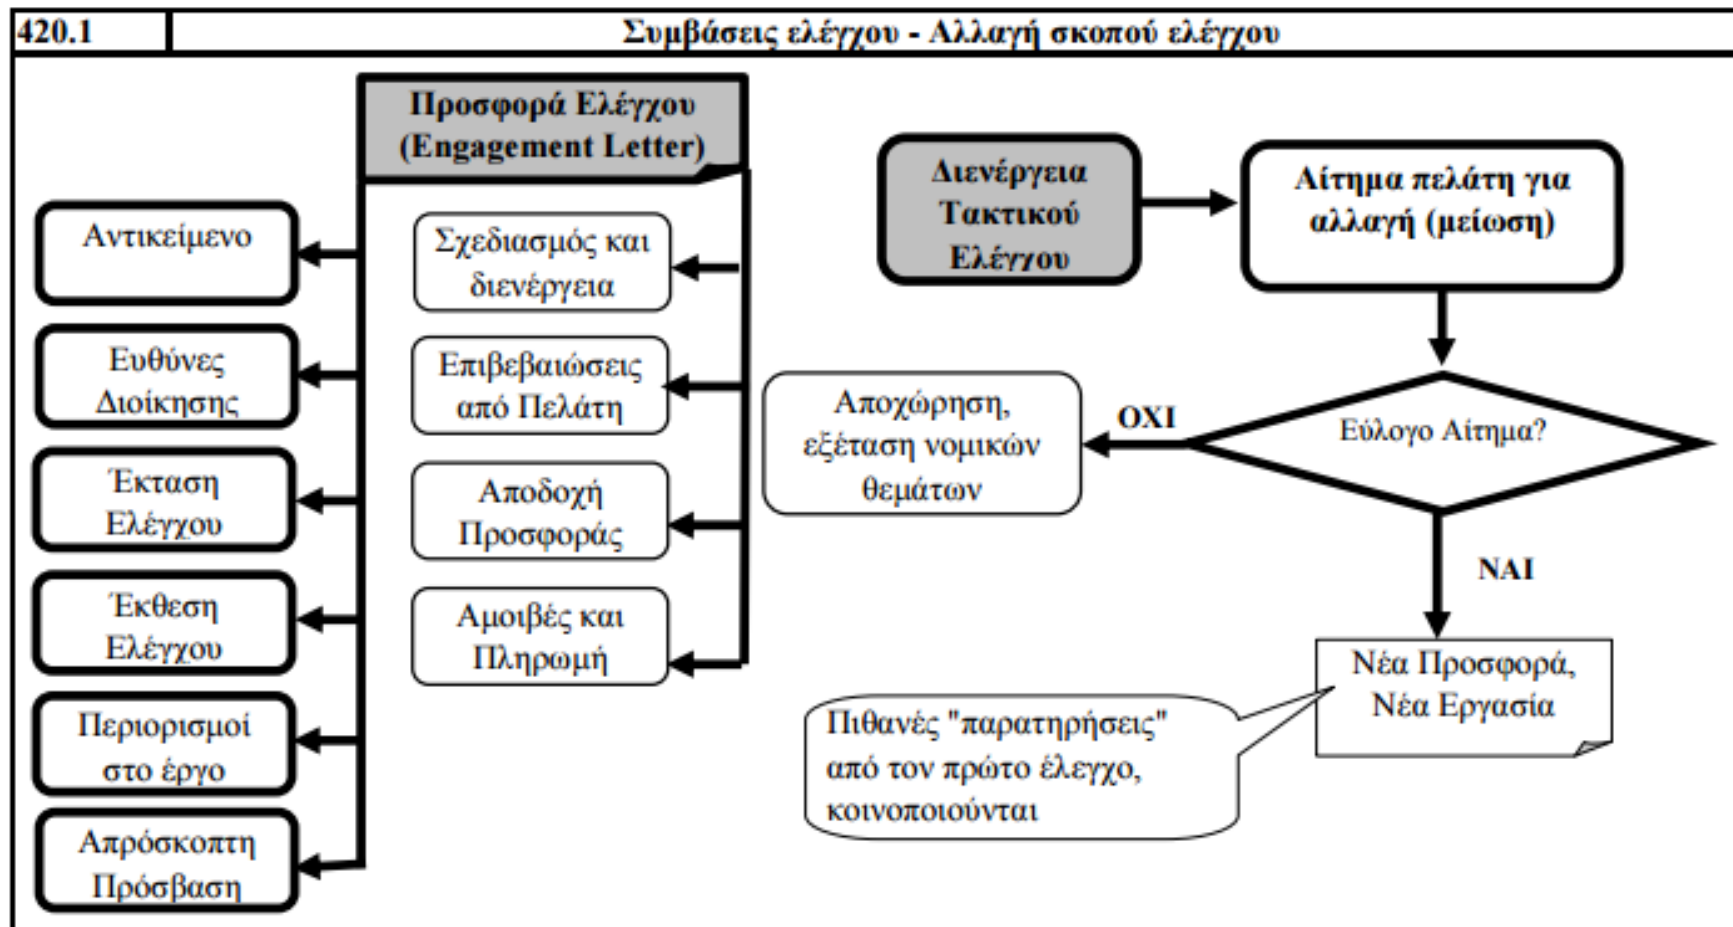 420.1
Συμβάσεις ελέγχου - Αλλαγή σκοπού ελέγχου
Προσφορά Ελέγχου
(Engagement Letter)
Αντικείμενο
Ευθύνες
Διοίκησης
Έκταση
Ελέγχου
Έκθεση
Ελέγχου
Περιορισμοί
στο έργο
Απρόσκοπτη
Πρόσβαση
Σχεδιασμός και
διενέργεια
Επιβεβαιώσεις
από Πελάτη
Αποδοχή
Προσφοράς
Αμοιβές και
Πληρωμή
Διενέργεια
Τακτικού
Ελέγχου
Αίτημα πελάτη για
αλλαγή (μείωση)
Εύλογο Αίτημα?
ΟΧΙ
Αποχώρηση,
εξέταση νομικών
θεμάτων
ΝΑΙ
Νέα Προσφορά,
Νέα Εργασία
Πιθανές "παρατηρήσεις"
από τον πρώτο έλεγχο,
κοινοποιούνται